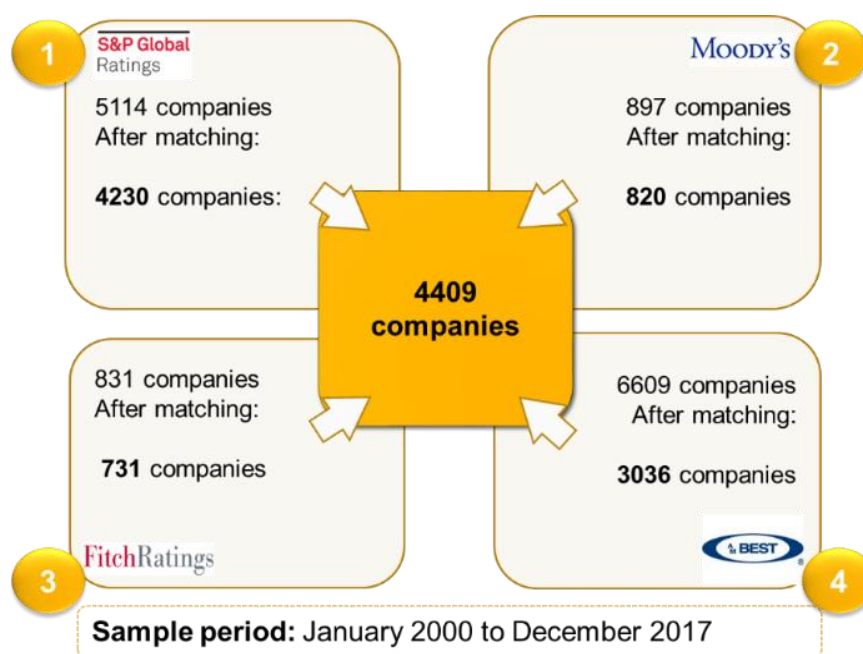 1
S&P Global
Ratings
5114 companies
After matching:
4230 companies:
MOODY'S
2
897 companies
After matching:
820 companies
4409
companies
831 companies
After matching:
731 companies
FitchRatings
3
6609 companies
After matching:
3036 companies
AM BEST ®
4
Sample period: January 2000 to December 2017